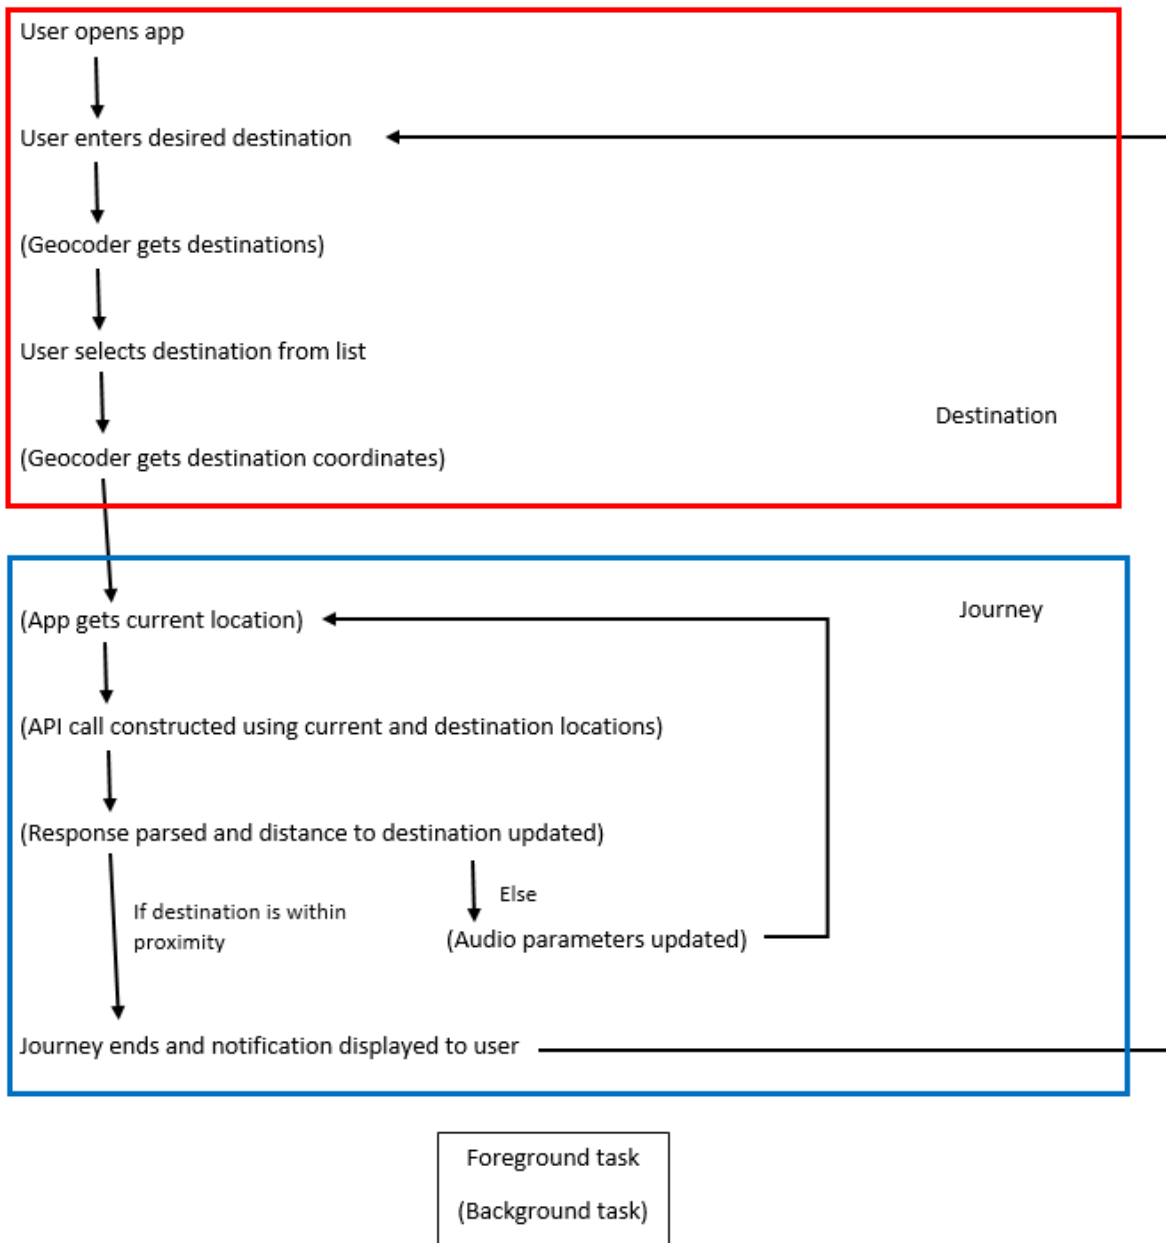 User opens app
User enters desired destination
(Geocoder gets destinations)
User selects destination from list
Destination
(Geocoder gets destination coordinates)
(App gets current location)
Journey
(API call constructed using current and destination locations)
(Response parsed and distance to destination updated)
Else
If destination is within
proximity
(Audio parameters updated)
Journey ends and notification displayed to user
Foreground task
(Background task)